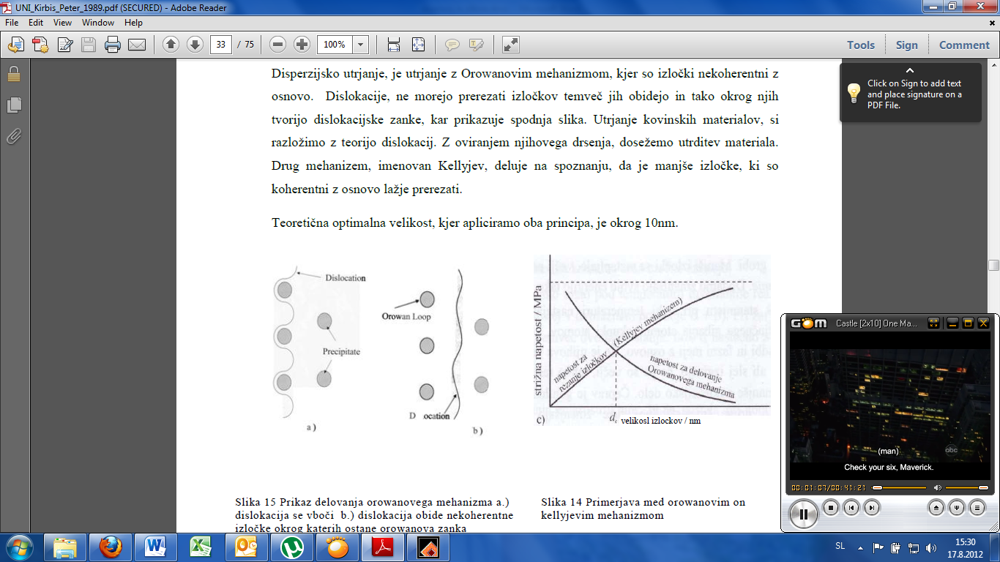 UNI_Kirbis_Peter_1989.pdf (SECURED) - Adobe Reader
File Edit View Window Help
33 / 75
100%
Tools Sign Comment
Click on Sign to add text
and place signature on a
PDF File.
Disperzijsko utrjanje, je utrjanje z Orowanovim mehanizmom, kjer so izločki nekoherentni z
osnovo. Dislokacije, ne morejo prerezati izločkov temveč jih obidejo in tako okrog njih
tvorijo dislokacijske zanke, kar prikazuje spodnja slika. Utrjanje kovinskih materialov, si
razložimo z teorijo dislokacij. Z oviranjem njihovega drsenja, dosežemo utrditev materiala.
Drug mehanizem, imenovan Kellyjev, deluje na spoznanju, da je manjše izločke, ki so
koherentni z osnovo lažje prerezati.
Teoretična optimalna velikost, kjer apliciramo oba principa, je okrog 10nm.
Dislocation
Precipitate
a)
Orowan Loop
D ocation
b)
strižna napetost / MPa
napetost za
rezanje izločkov
(Kellyjev mehanizem)
napetost za delovanje
Orowanovega mehanizma
c)
velikosl izlockov / nm
Slika 15 Prikaz delovanja orowanovega mehanizma a.)
dislokacija se vboči b.) dislokacija obide nekoherentne
izločke okrog katerih ostane orowanova zanka
Slika 14 Primerjava med orowanovim on
kellyjevim mehanizmom
GOM
Castle [2x10] One Ma...
abc
(man)
Check your six, Maverick.
00:01:07/00:41:21
SL
15:30
17.8.2012